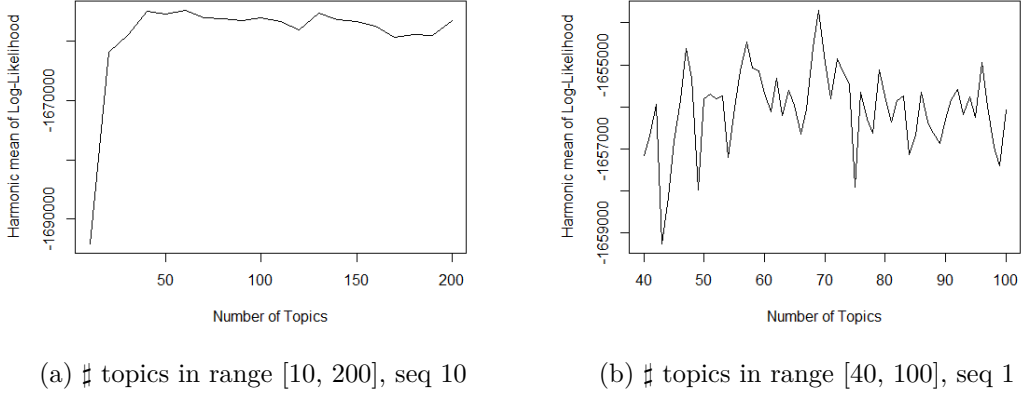 Harmonic mean of Log-Likelihood
-1670000
-1690000
50
100
150
200
Number of Topics
(a) ♯ topics in range [10, 200], seq 10
Harmonic mean of Log-Likelihood
-1655000
-1657000
-1659000
40
50
60
70
80
90
100
Number of Topics
(b) ♯ topics in range [40, 100], seq 1